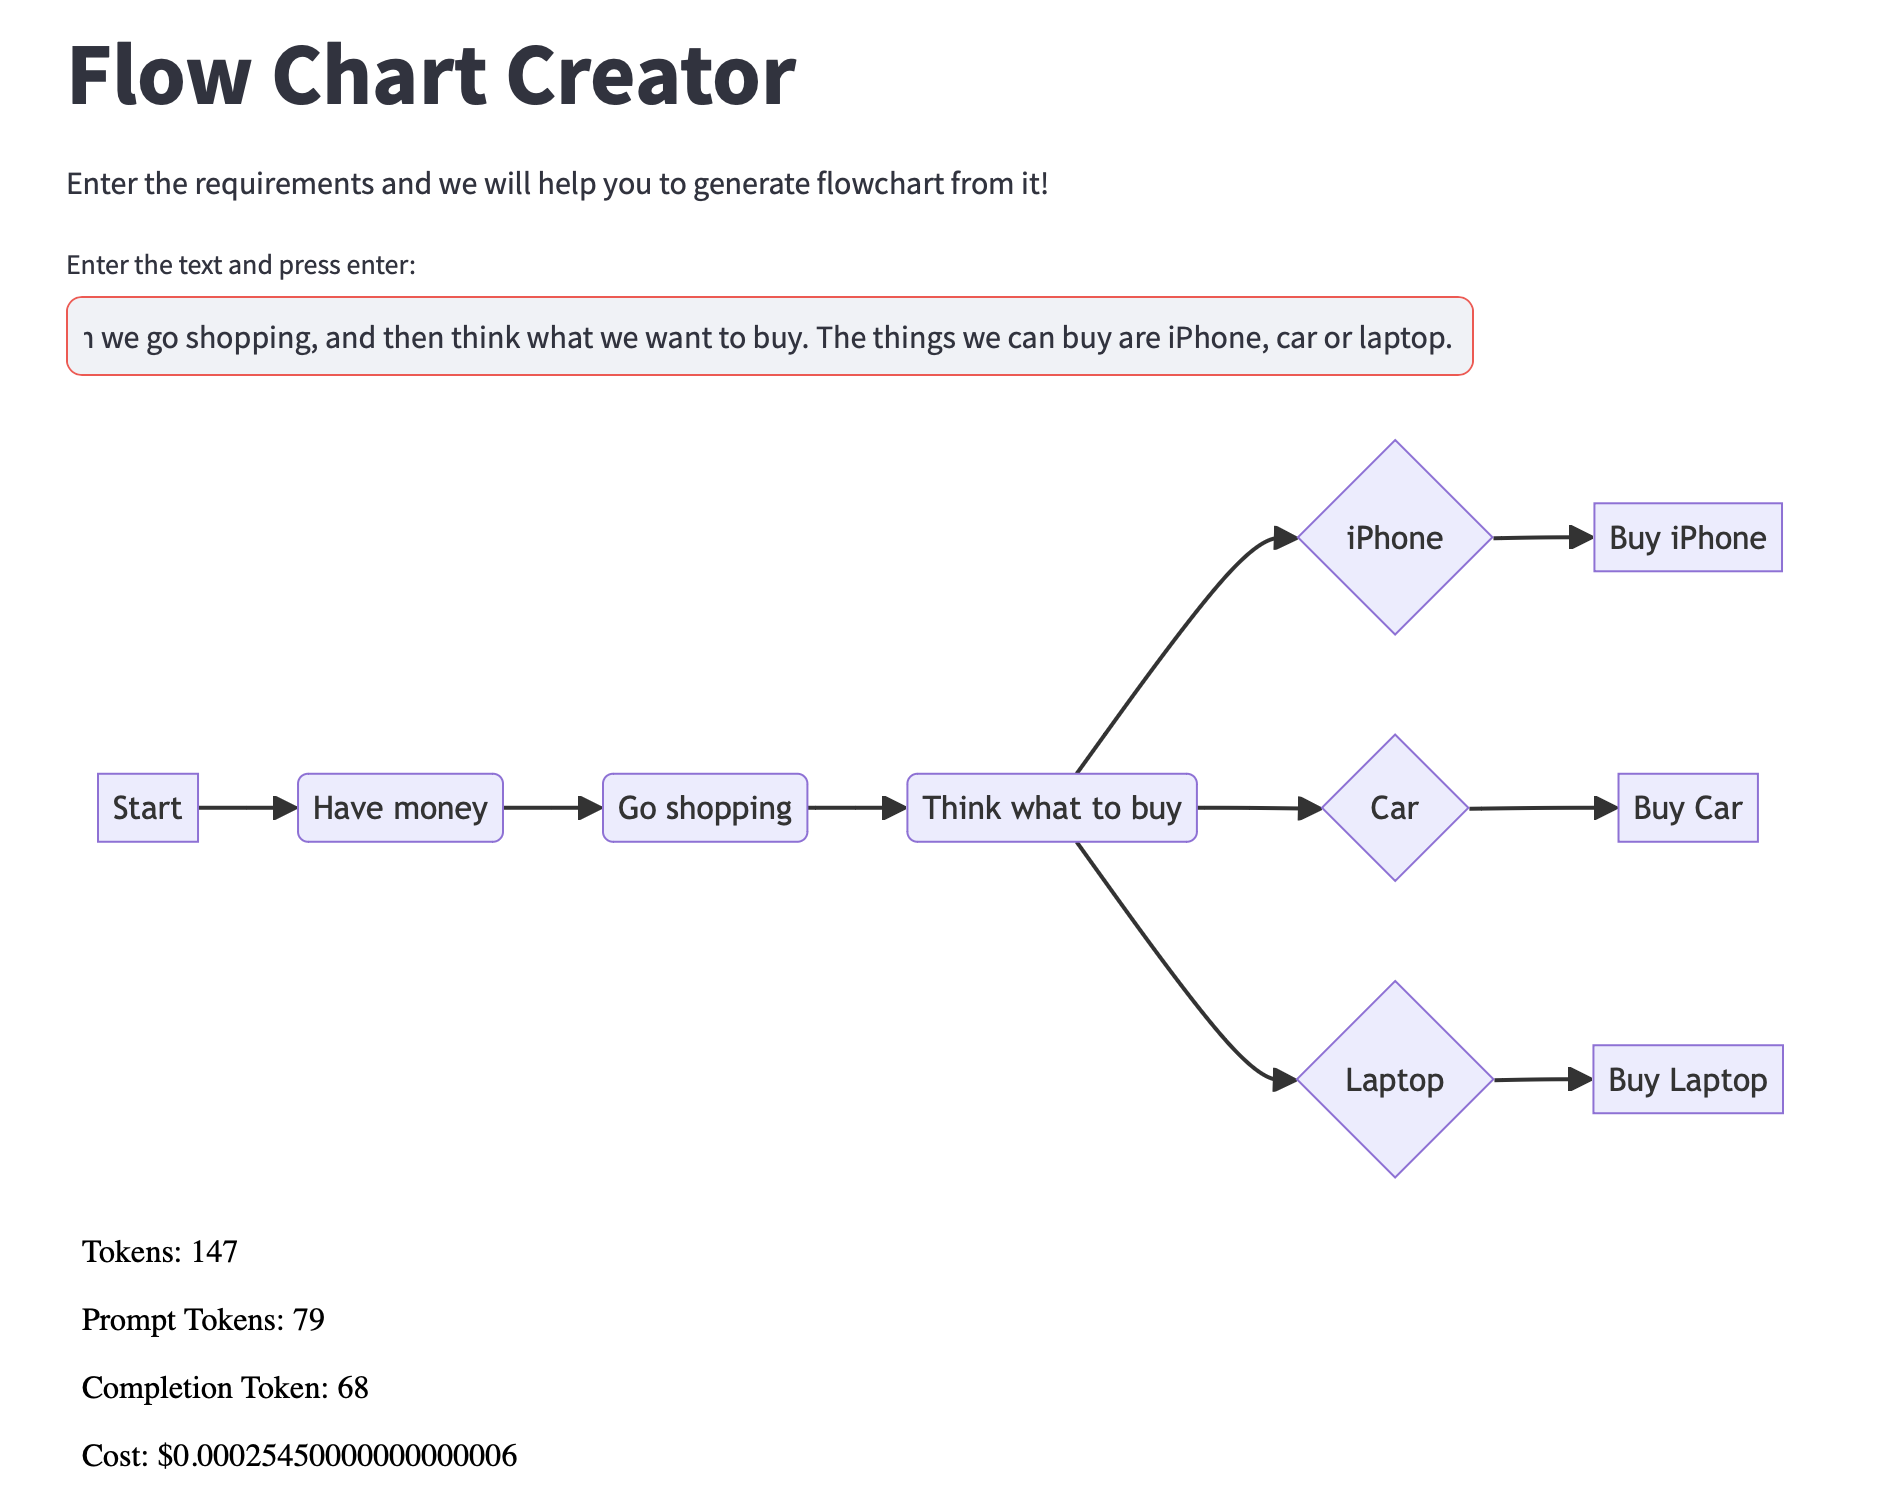 Flow Chart Creator
Enter the requirements and we will help you to generate flowchart from it!
Enter the text and press enter:
we go shopping, and then think what we want to buy. The things we can buy are iPhone, car or laptop.
iPhone
Buy iPhone
Start
Have money
Go shopping
Think what to buy
Car
Buy Car
Laptop
Buy Laptop
Tokens: 147
Prompt Tokens: 79
Completion Token: 68
Cost: $0.00025450000000000006